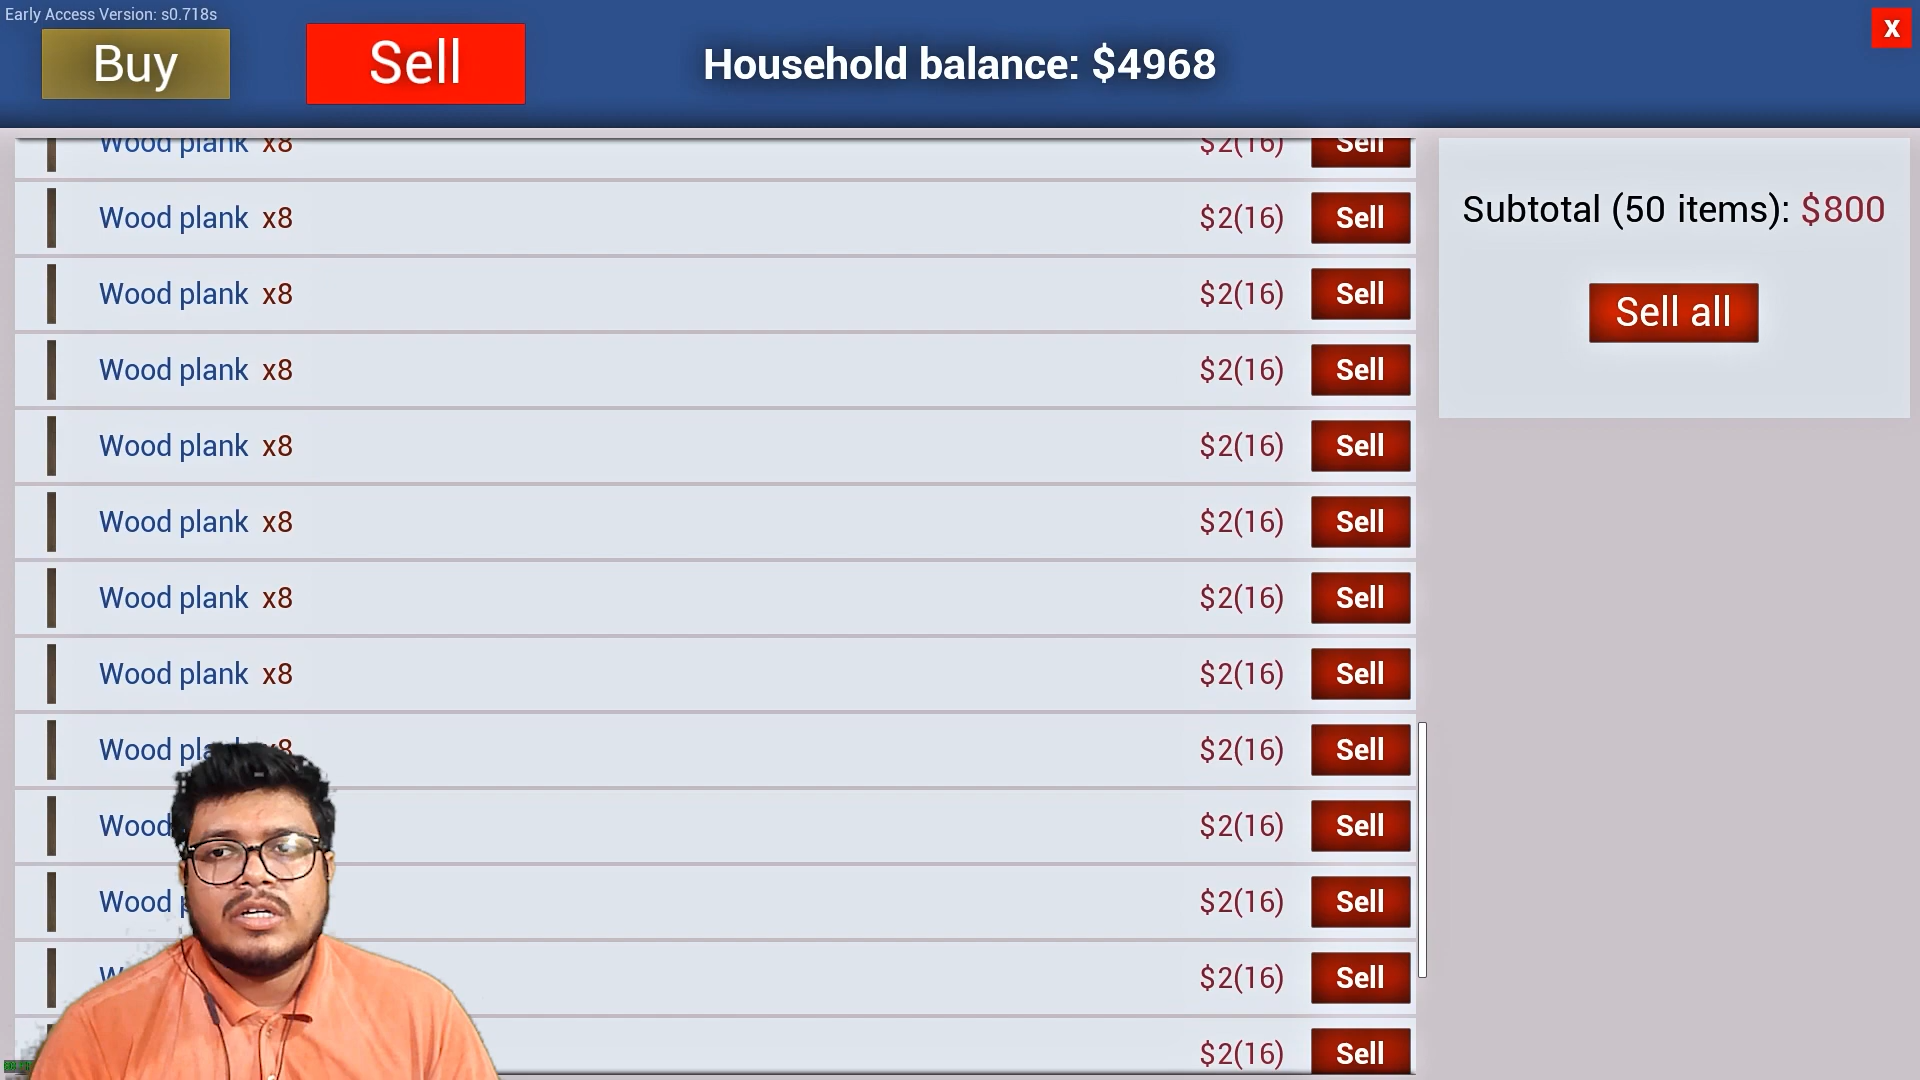 Early Access Version: s0.718s
Buy Sell Household balance: $4968 X
Wood plank x8 $2(16) Sell
Wood plank x8 $2(16) Sell
Wood plank x8 $2(16) Sell
Wood plank x8 $2(16) Sell
Wood plank x8 $2(16) Sell
Wood plank x8 $2(16) Sell
Wood plank x8 $2(16) Sell
Wood plank x8 $2(16) Sell
Wood pla x8 $2(16) Sell
Wood $2(16) Sell
Wood p $2(16) Sell
$2(16) Sell
$2(16) Sell
Subtotal (50 items): $800
Sell all